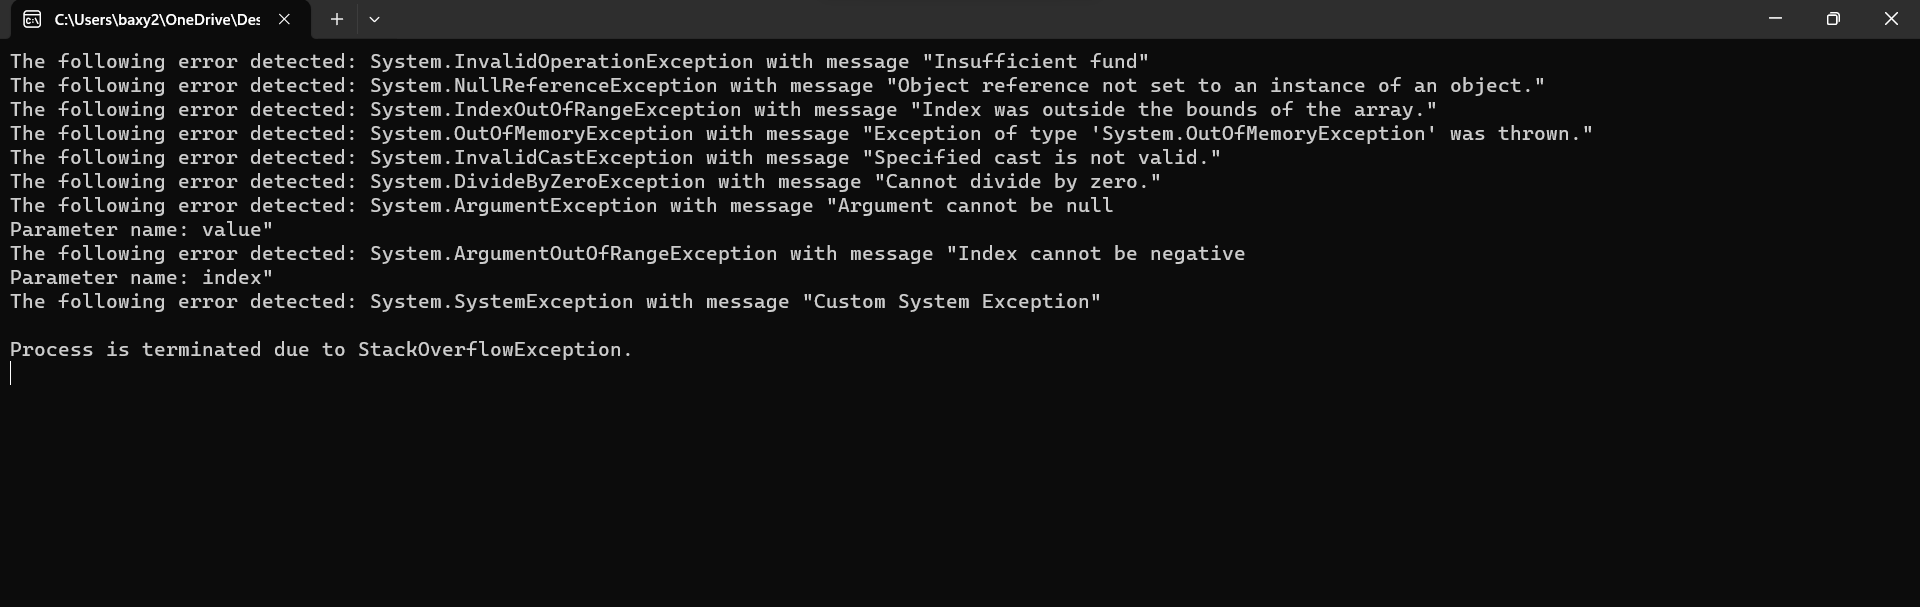 C:\Users\baxy2\OneDrive\Des
The following error detected: System.InvalidOperationException with message "Insufficient fund"
The following error detected: System.NullReferenceException with message "Object reference not set to an instance of an object."
The following error detected: System.IndexOutOfRangeException with message "Index was outside the bounds of the array."
The following error detected: System.OutOfMemoryException with message "Exception of type 'System.OutOfMemoryException' was thrown."
The following error detected: System.InvalidCastException with message "Specified cast is not valid."
The following error detected: System.DivideByZeroException with message "Cannot divide by zero."
The following error detected: System.ArgumentException with message "Argument cannot be null
Parameter name: value"
The following error detected: System.ArgumentOutOfRangeException with message "Index cannot be negative
Parameter name: index"
The following error detected: System.SystemException with message "Custom System Exception"
Process is terminated due to StackOverflowException.